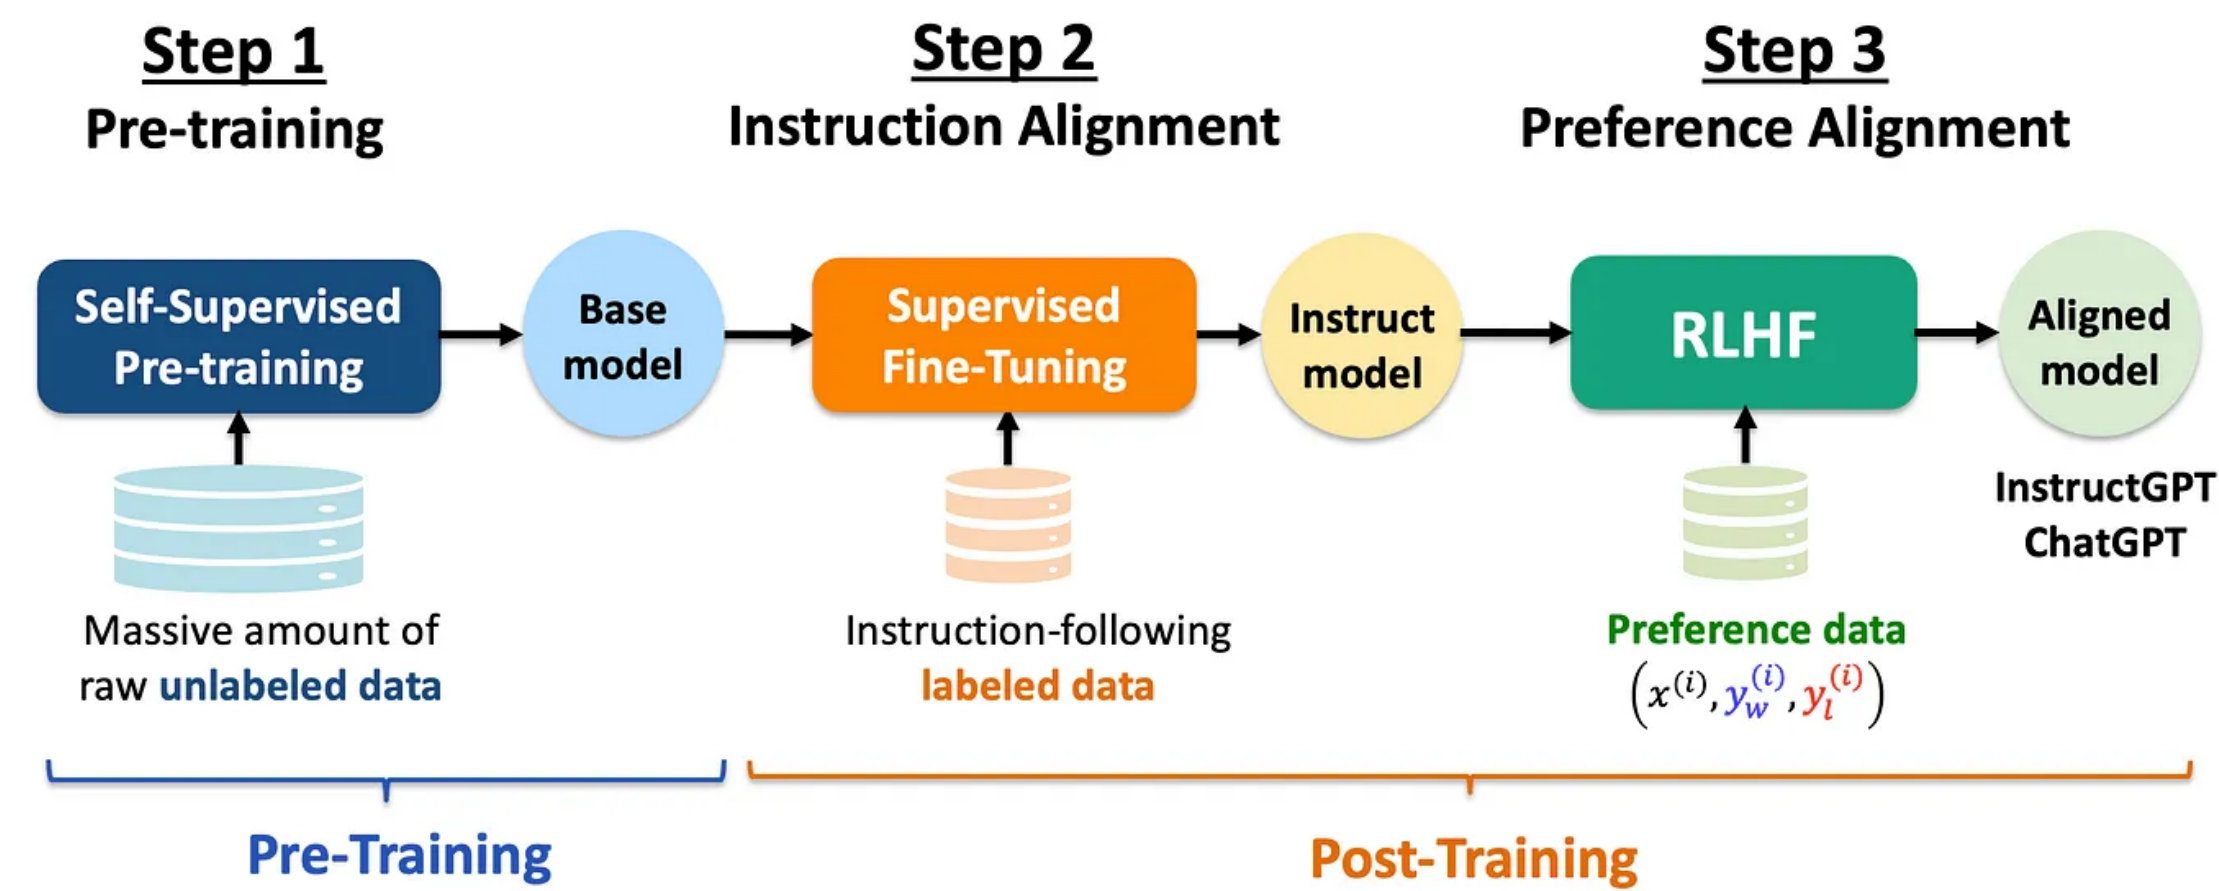 Step 1
Pre-training
Step 2
Instruction Alignment
Step 3
Preference Alignment
Self-Supervised
Pre-training
Base
model
Supervised
Fine-Tuning
Instruct
model
RLHF
Aligned
model
InstructGPT
ChatGPT
Massive amount of
raw unlabeled data
Instruction-following
labeled data
Preference data
(x^{(i)}, y_w^{(i)}, y_l^{(i)})
Pre-Training
Post-Training